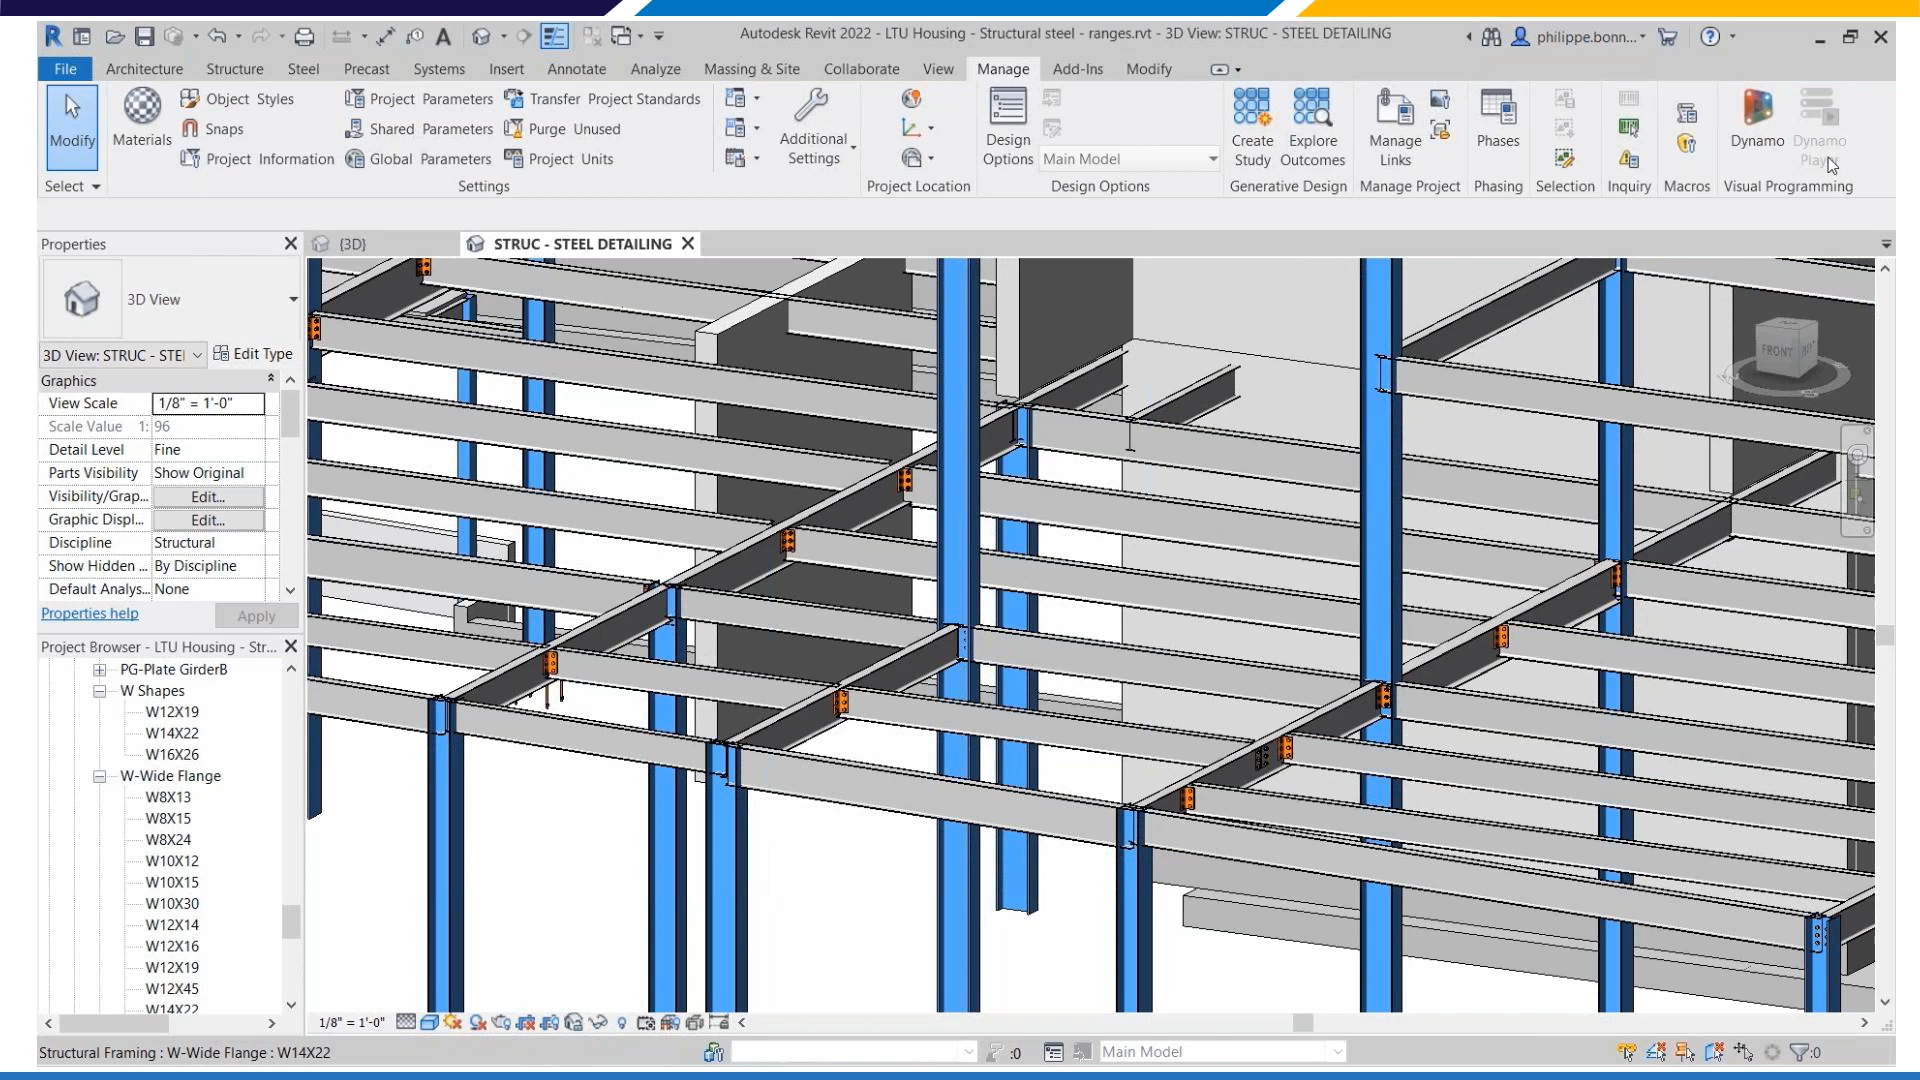 Autodesk Revit 2022 - LTU Housing - Structural steel - ranges.rvt - 3D View: STRUC - STEEL DETAILING
philippe.bonn...
File Architecture Structure Steel Precast Systems Insert Annotate Analyze Massing & Site Collaborate View Manage Add-Ins Modify
Modify
Select
Materials
Object Styles
Snaps
Project Information
Project Parameters
Shared Parameters
Global Parameters
Transfer Project Standards
Purge Unused
Project Units
Settings
Additional
Settings
Project Location
Design
Options
Main Model
Design Options
Create
Study
Explore
Outcomes
Generative Design
Manage
Links
Manage Project
Phases
Phasing
Selection
Inquiry
Macros
Dynamo
Dynamo
Player
Visual Programming
Properties
3D View
3D View: STRUC - STE
Edit Type
Graphics
View Scale 1/8" = 1'-0"
Scale Value 1: 96
Detail Level Fine
Parts Visibility Show Original
Visibility/Grap... Edit...
Graphic Displ... Edit...
Discipline Structural
Show Hidden ... By Discipline
Default Analys... None
Properties help
Apply
Project Browser - LTU Housing - Str...
PG-Plate GirderB
W Shapes
W12X19
W14X22
W16X26
W-Wide Flange
W8X13
W8X15
W8X24
W10X12
W10X15
W10X30
W12X14
W12X16
W12X19
W12X45
W14X22
{3D}
STRUC - STEEL DETAILING
FRONT
1/8" = 1'-0"
Structural Framing : W-Wide Flange : W14X22
:0
Main Model
:0